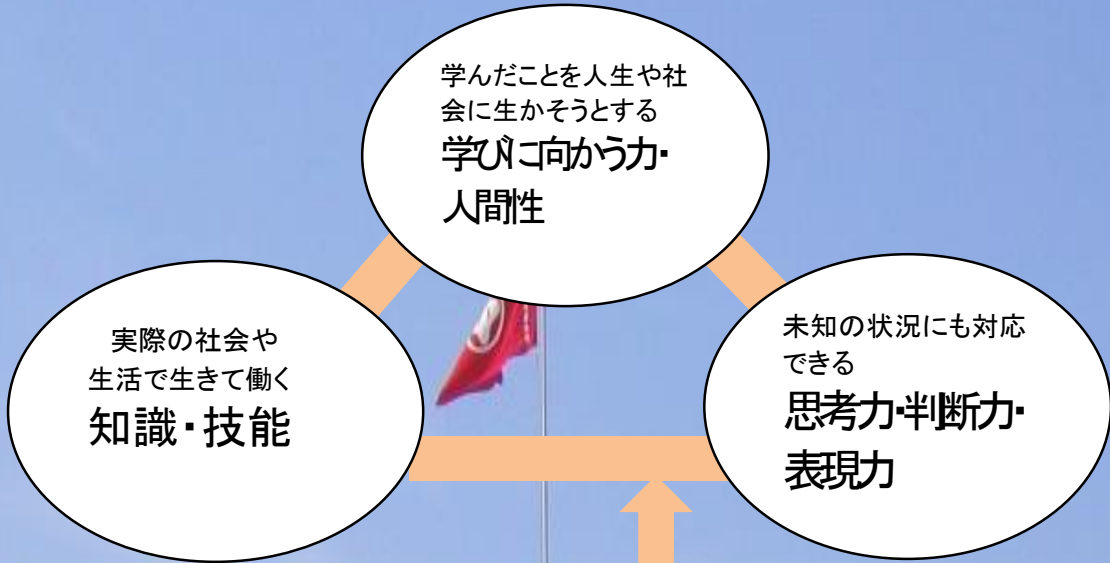 学んだことを人生や社
会に生かそうとする
学びに向かう力・
人間性
実際の社会や
生活で生きて働く
知識・技能
未知の状況にも対応
できる
思考力・判断力・
表現力